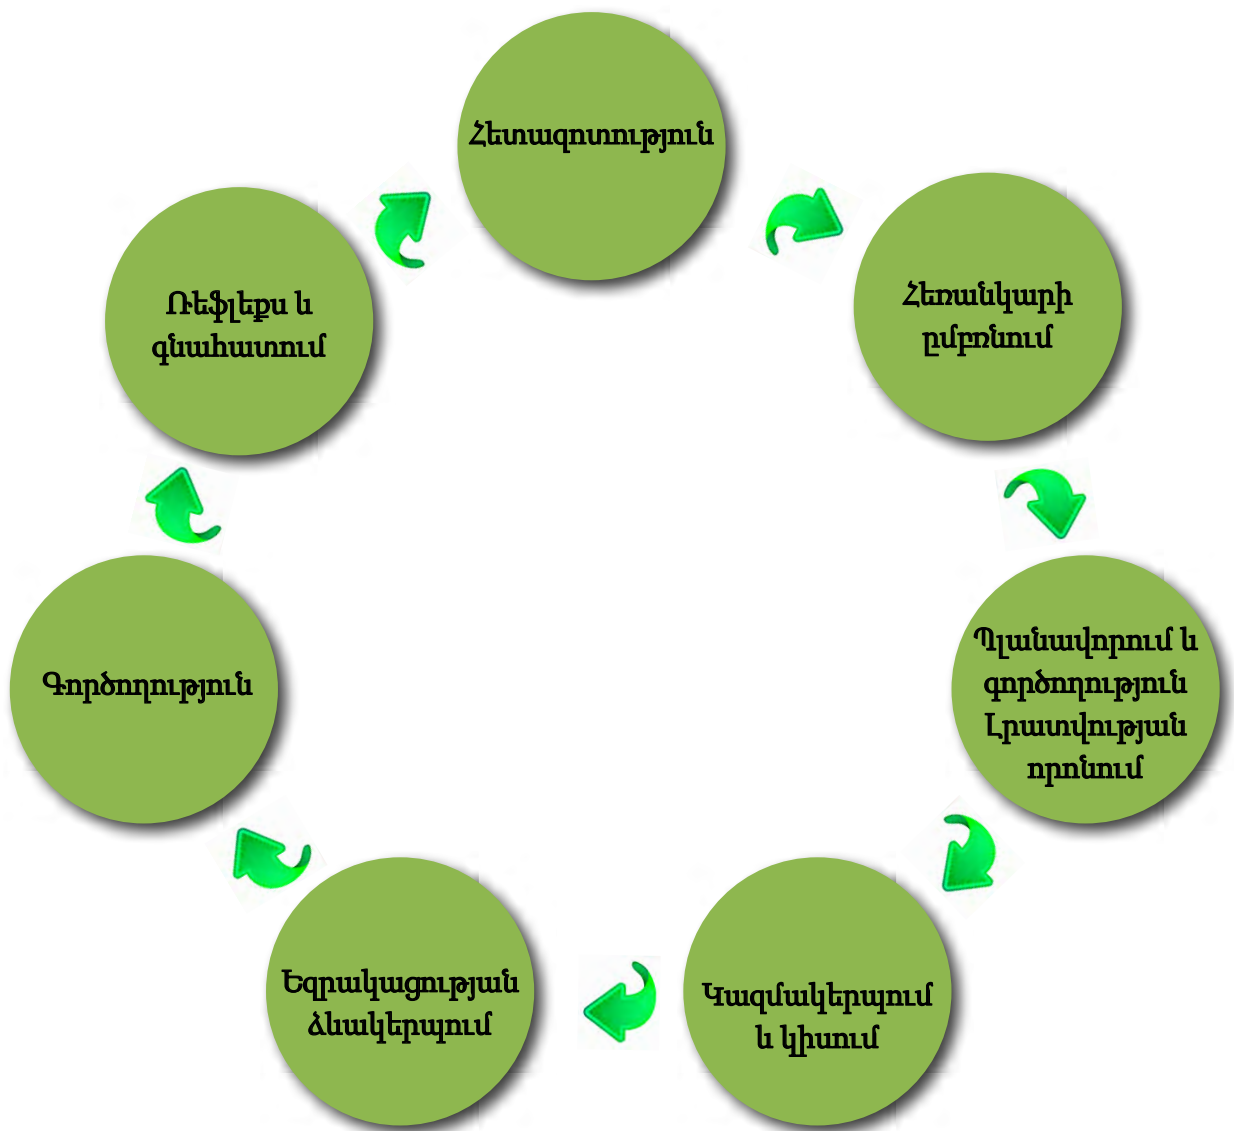 Հետազոտություն
Հեռանկարի
ըմբռնում
Պլանավորում և
գործողություն
Լրատվության
որոնում
Կազմակերպում
և կիսում
Եզրակացության
ձևակերպում
Գործողություն
Ռեֆլեքս և
գնահատում